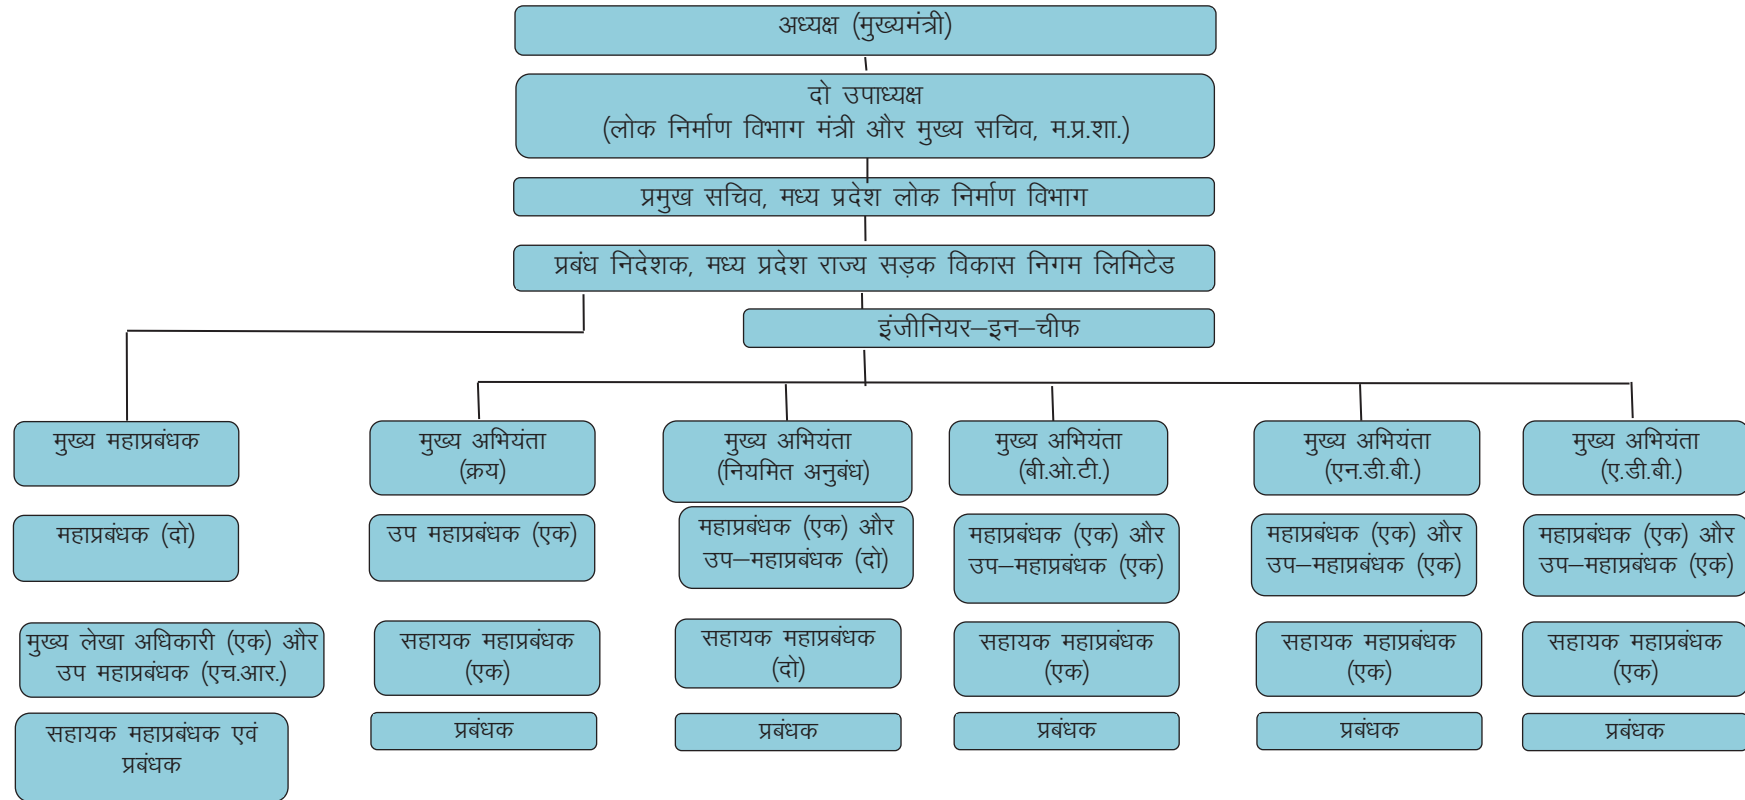 अध्यक्ष (मुख्यमंत्री)
दो उपाध्यक्ष
(लोक निर्माण विभाग मंत्री और मुख्य सचिव, म.प्र.शा.)
प्रमुख सचिव, मध्य प्रदेश लोक निर्माण विभाग
प्रबंध निदेशक, मध्य प्रदेश राज्य सड़क विकास निगम लिमिटेड
इंजीनियर–इन–चीफ
मुख्य महाप्रबंधक
महाप्रबंधक (दो)
मुख्य लेखा अधिकारी (एक) और
उप महाप्रबंधक (एच.आर.)
सहायक महाप्रबंधक एवं
प्रबंधक
मुख्य अभियंता
(क्रय)
उप महाप्रबंधक (एक)
सहायक महाप्रबंधक
(एक)
प्रबंधक
मुख्य अभियंता
(नियमित अनुबंध)
महाप्रबंधक (एक) और
उप–महाप्रबंधक (दो)
सहायक महाप्रबंधक
(दो)
प्रबंधक
मुख्य अभियंता
(बी.ओ.टी.)
महाप्रबंधक (एक) और
उप–महाप्रबंधक (एक)
सहायक महाप्रबंधक
(एक)
प्रबंधक
मुख्य अभियंता
(एन.डी.बी.)
महाप्रबंधक (एक) और
उप–महाप्रबंधक (एक)
सहायक महाप्रबंधक
(एक)
प्रबंधक
मुख्य अभियंता
(ए.डी.बी.)
महाप्रबंधक (एक) और
उप–महाप्रबंधक (एक)
सहायक महाप्रबंधक
(एक)
प्रबंधक